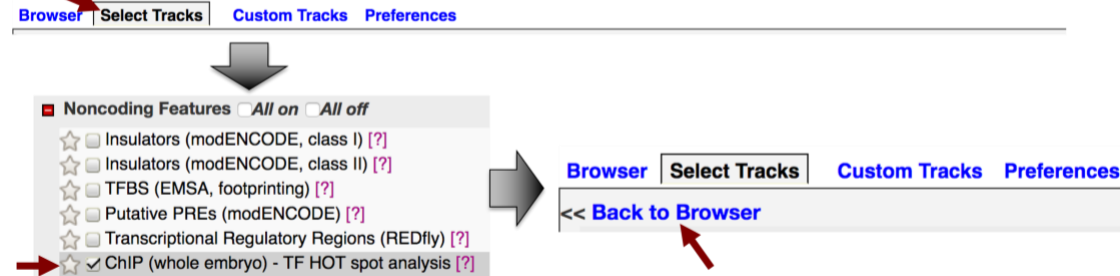 Browser Select Tracks Custom Tracks Preferences
Noncoding Features All on All off
Insulators (modENCODE, class I) [?]
Insulators (modENCODE, class II) [?]
TFBS (EMSA, footprinting) [?]
Putative PREs (modENCODE) [?]
Transcriptional Regulatory Regions (REDfly) [?]
ChIP (whole embryo) - TF HOT spot analysis [?]
Browser Select Tracks Custom Tracks Preferences
<< Back to Browser